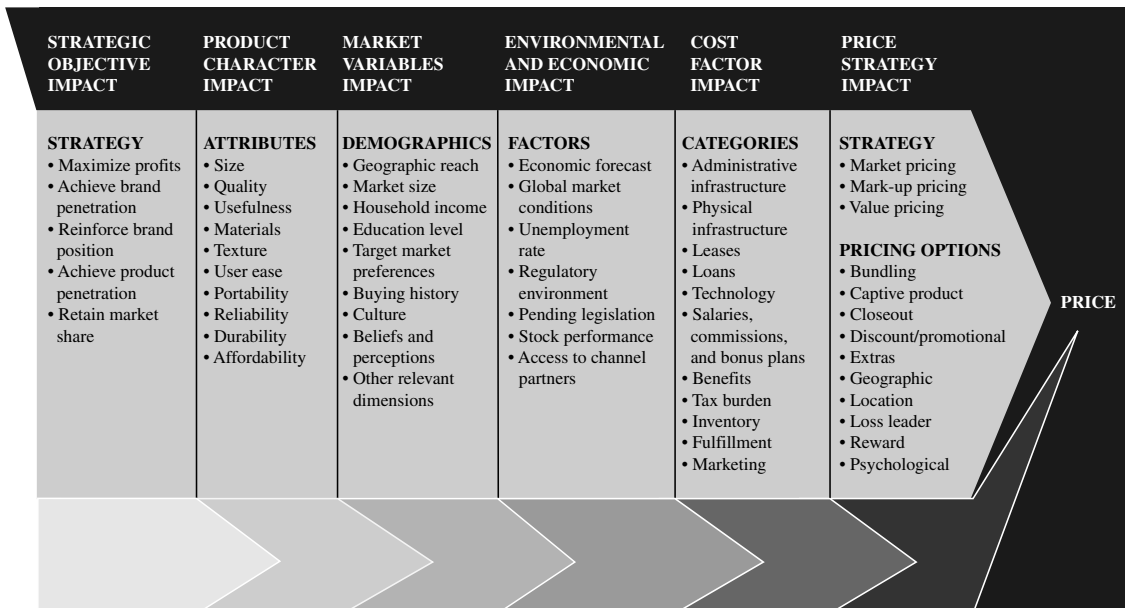 STRATEGIC
OBJECTIVE
IMPACT
PRODUCT
CHARACTER
IMPACT
MARKET
VARIABLES
IMPACT
ENVIRONMENTAL
AND ECONOMIC
IMPACT
COST
FACTOR
IMPACT
PRICE
STRATEGY
IMPACT
STRATEGY
• Maximize profits
• Achieve brand
penetration
• Reinforce brand
position
• Achieve product
penetration
• Retain market
share
ATTRIBUTES
• Size
• Quality
• Usefulness
• Materials
• Texture
• User ease
• Portability
• Reliability
• Durability
• Affordability
DEMOGRAPHICS
• Geographic reach
• Market size
• Household income
• Education level
• Target market
preferences
• Buying history
• Culture
• Beliefs and
perceptions
• Other relevant
dimensions
FACTORS
• Economic forecast
• Global market
conditions
• Unemployment
rate
• Regulatory
environment
• Pending legislation
• Stock performance
• Access to channel
partners
CATEGORIES
• Administrative
infrastructure
• Physical
infrastructure
• Leases
• Loans
• Technology
• Salaries,
commissions,
and bonus plans
• Benefits
• Tax burden
• Inventory
• Fulfillment
• Marketing
STRATEGY
• Market pricing
• Mark-up pricing
• Value pricing
PRICING OPTIONS
• Bundling
• Captive product
• Closeout
• Discount/promotional
• Extras
• Geographic
• Location
• Loss leader
• Reward
• Psychological
PRICE